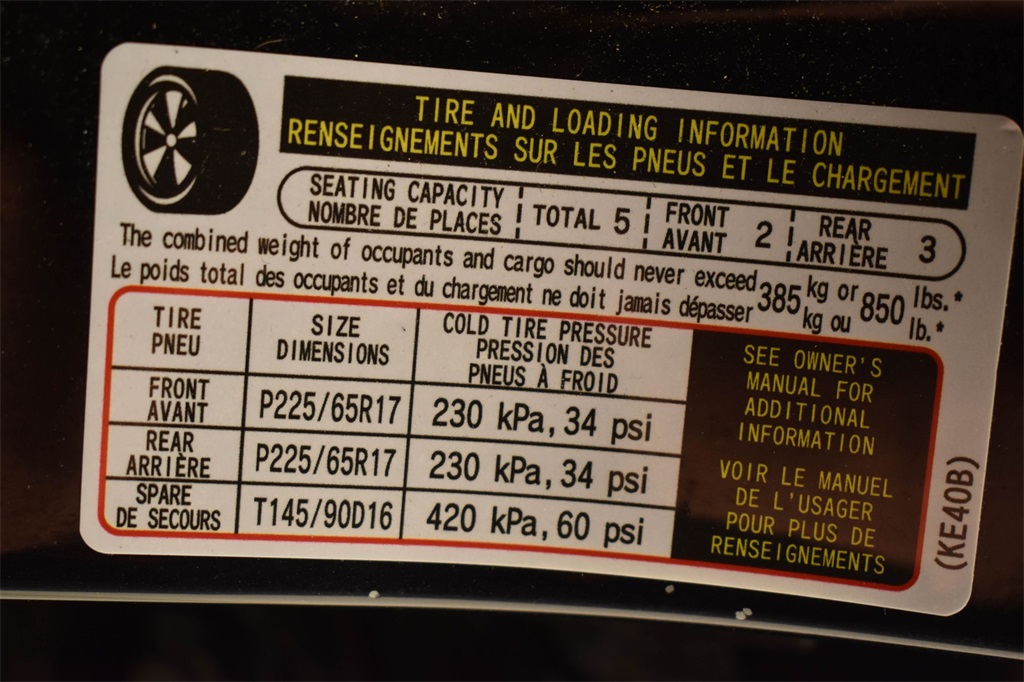 TIRE AND LOADING INFORMATION
RENSEIGNEMENTS SUR LES PNEUS ET LE CHARGEMENT
SEATING CAPACITY TOTAL 5 FRONT 2 REAR 3
NOMBRE DE PLACES AVANT ARRIÈRE
The combined weight of occupants and cargo should never exceed 385 kg or 850 lbs.*
Le poids total des occupants et du chargement ne doit jamais dépasser kg ou lb.*
TIRE
PNEU
SIZE
DIMENSIONS
COLD TIRE PRESSURE
PRESSION DES
PNEUS À FROID
FRONT
AVANT
P225/65R17
230 kPa, 34 psi
REAR
ARRIÈRE
P225/65R17
230 kPa, 34 psi
SPARE
DE SECOURS
T145/90D16
420 kPa, 60 psi
SEE OWNER'S
MANUAL FOR
ADDITIONAL
INFORMATION
VOIR LE MANUEL
DE L'USAGER
POUR PLUS DE
RENSEIGNEMENTS
(KE40B)